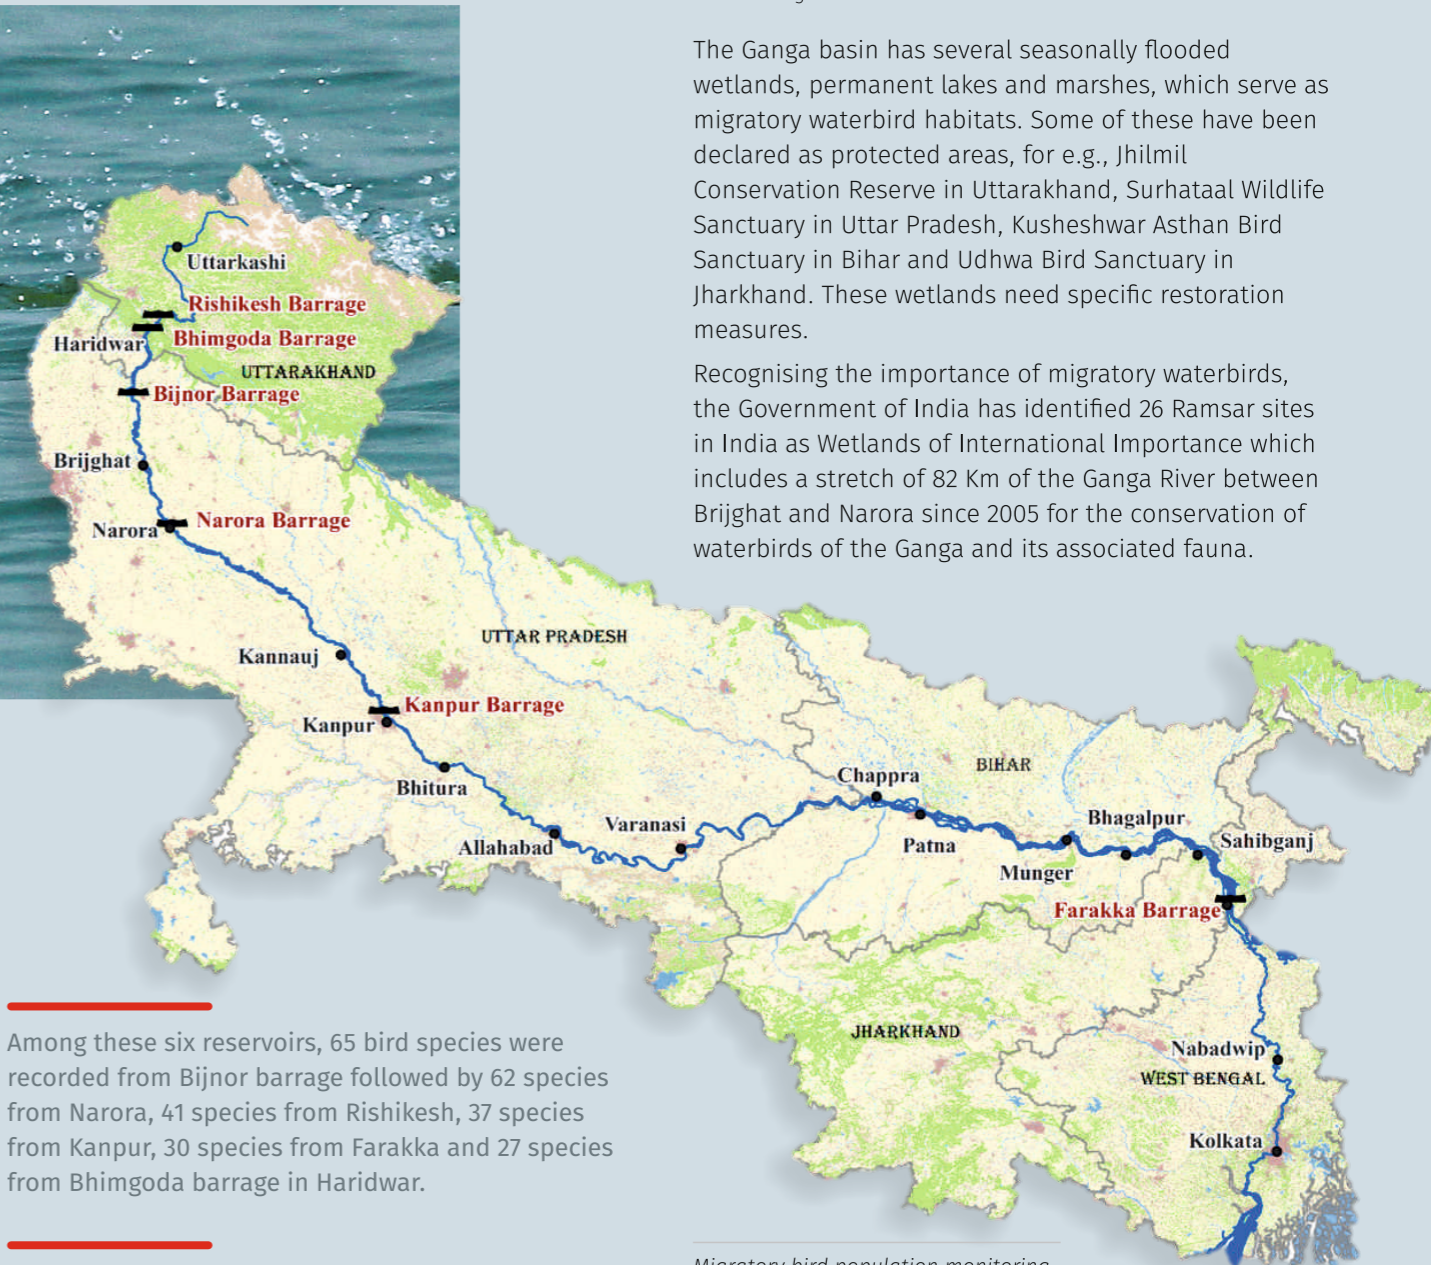 The Ganga basin has several seasonally flooded
wetlands, permanent lakes and marshes, which serve as
migratory waterbird habitats. Some of these have been
declared as protected areas, for e.g., Jhilmil
Conservation Reserve in Uttarakhand, Surhataal Wildlife
Sanctuary in Uttar Pradesh, Kusheshwar Asthan Bird
Sanctuary in Bihar and Udhwa Bird Sanctuary in
Jharkhand. These wetlands need specific restoration
measures.
Recognising the importance of migratory waterbirds,
the Government of India has identified 26 Ramsar sites
in India as Wetlands of International Importance which
includes a stretch of 82 Km of the Ganga River between
Brijghat and Narora since 2005 for the conservation of
waterbirds of the Ganga and its associated fauna.
Uttarkashi
Rishikesh Barrage
Bhimgoda Barrage
Haridwar
UTTARAKHAND
Bijnor Barrage
Brijghat
Narora Barrage
Narora
UTTAR PRADESH
Kannauj
Kanpur Barrage
Kanpur
Bhitura
Allahabad
Varanasi
Chappra
BIHAR
Patna
Munger
Bhagalpur
Sahibganj
Farakka Barrage
JHARKHAND
Nabadwip
WEST BENGAL
Kolkata
Among these six reservoirs, 65 bird species were
recorded from Bijnor barrage followed by 62 species
from Narora, 41 species from Rishikesh, 37 species
from Kanpur, 30 species from Farakka and 27 species
from Bhimgoda barrage in Haridwar.
Migratory bird population monitoring